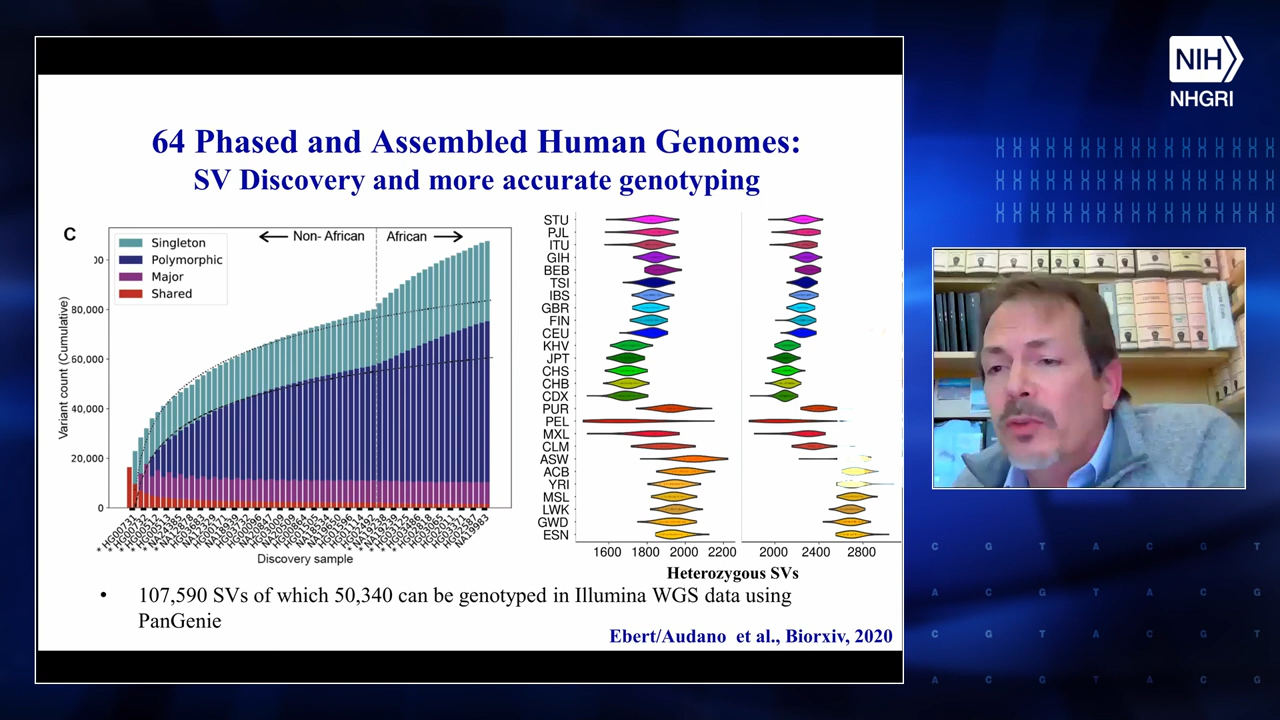 NIH
NHGRI
64 Phased and Assembled Human Genomes:
SV Discovery and more accurate genotyping
C
Non- African
African
Singleton
Polymorphic
Major
Shared
80,000
60,000
40,000
20,000
0
Variant count (Cumulative)
Discovery sample
STU
PJL
ITU
GIH
BEB
TSI
IBS
GBR
FIN
CEU
KHV
JPT
CHS
CHB
CDX
PUR
PEL
MXL
CLM
ASW
ACB
YRI
MSL
LWK
GWD
ESN
1600 1800 2000 2200
2000 2400 2800
Heterozygous SVs
• 107,590 SVs of which 50,340 can be genotyped in Illumina WGS data using
PanGenie
Ebert/Audano et al., Biorxiv, 2020
C G T A C G T
A C G T A C G
C G T A C G T
A C G T A C G